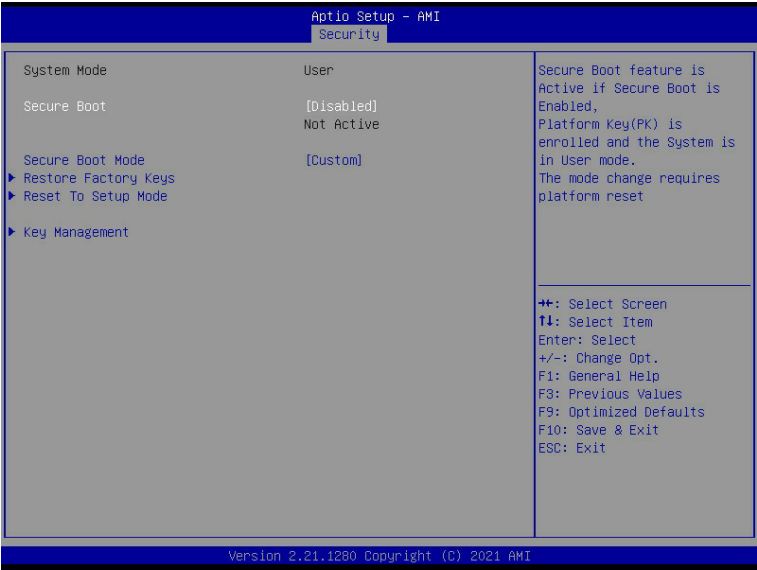 Aptio Setup - AMI
Security
System Mode User
Secure Boot [Disabled]
Not Active
Secure Boot Mode [Custom]
Restore Factory Keys
Reset To Setup Mode
Key Management
Secure Boot feature is
Active if Secure Boot is
Enabled,
Platform Key(PK) is
enrolled and the System is
in User mode.
The mode change requires
platform reset
→←: Select Screen
↑↓: Select Item
Enter: Select
+/-: Change Opt.
F1: General Help
F3: Previous Values
F9: Optimized Defaults
F10: Save & Exit
ESC: Exit
Version 2.21.1280 Copyright (C) 2021 AMI